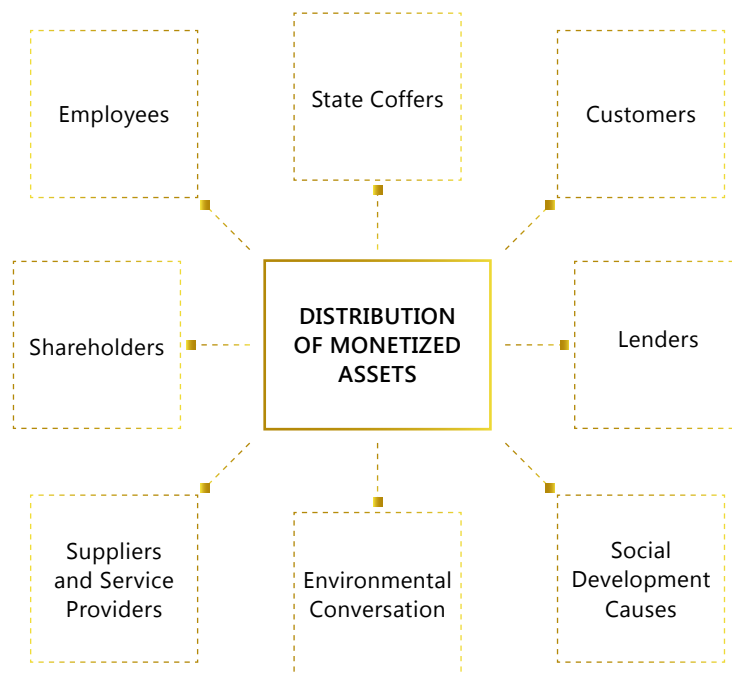 Employees
State Coffers
Customers
Shareholders
DISTRIBUTION
OF MONETIZED
ASSETS
Lenders
Suppliers
and Service
Providers
Environmental
Conversation
Social
Development
Causes